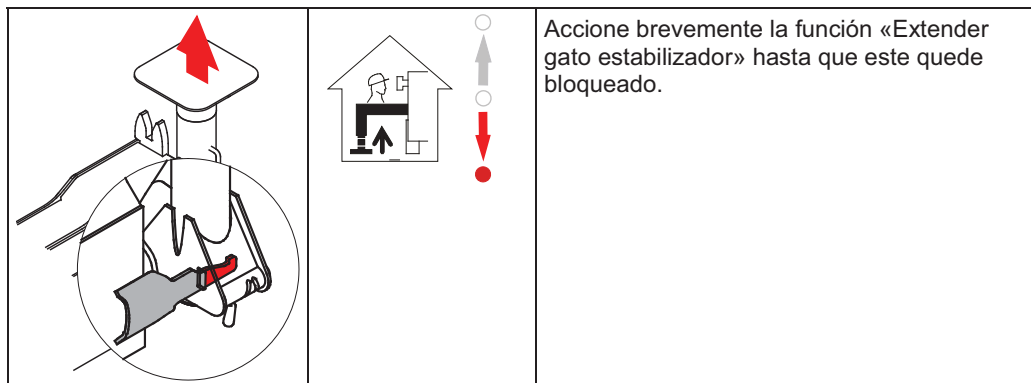 Accione brevemente la función «Extender
gato estabilizador» hasta que este quede
bloqueado.